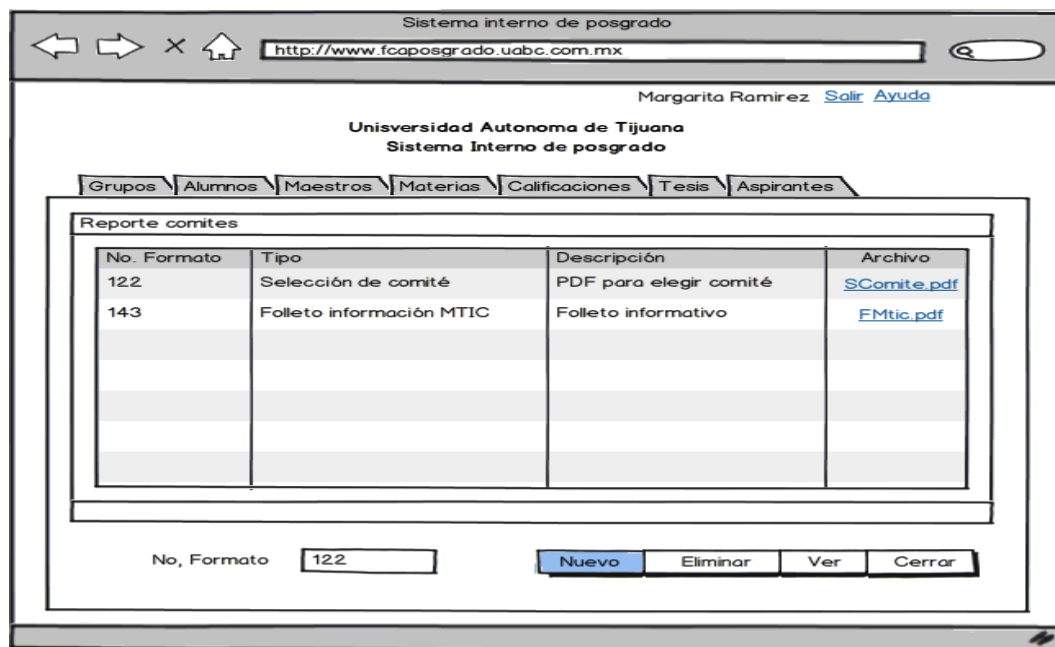 Sistema interno de posgrado
http://www.fcaposgrado.uabc.com.mx
Margarita Ramirez Salir Ayuda
Unisversidad Autonoma de Tijuana
Sistema Interno de posgrado
Grupos Alumnos Maestros Materias Calificaciones Tesis Aspirantes
Reporte comites
No. Formato Tipo Descripción Archivo
122 Selección de comité PDF para elegir comité SComite.pdf
143 Folleto información MTIC Folleto informativo FMtic.pdf
No, Formato 122 Nuevo Eliminar Ver Cerrar